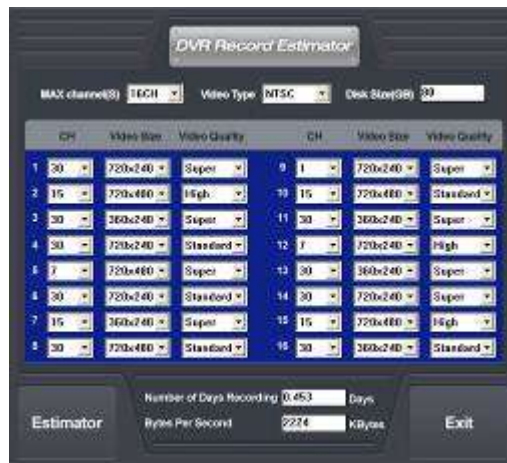 DVR Record Estimator
MAX channel(S) 16CH Video Type NTSC Disk Size(GB) 80
CH Video Size Video Quality CH Video Size Video Quality
1 30 720x240 Super 9 1 720x240 Super
2 15 720x480 High 10 15 720x480 Standard
3 30 360x240 Super 11 30 360x240 Super
4 30 720x240 Standard 12 7 720x240 High
5 7 720x480 Super 13 30 360x240 Super
6 30 720x240 Standard 14 30 720x240 Super
7 15 360x240 Super 15 15 720x480 High
8 30 720x480 Standard 16 30 360x240 Standard
Number of Days Recording 0.453 Days
Bytes Per Second 2224 KBytes
Estimator
Exit